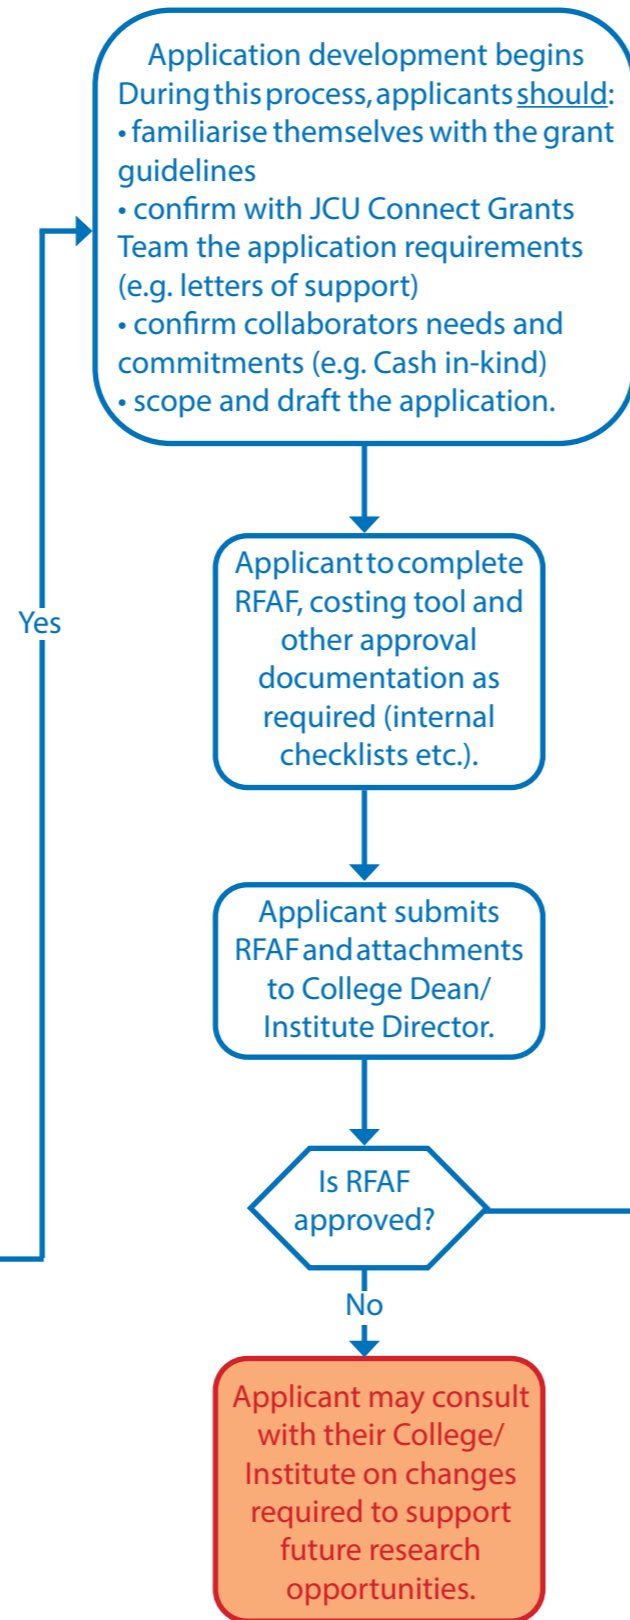 Application development begins
During this process, applicants should:
• familiarise themselves with the grant
guidelines
• confirm with JCU Connect Grants
Team the application requirements
(e.g. letters of support)
• confirm collaborators needs and
commitments (e.g. Cash in-kind)
• scope and draft the application.
Yes
Applicant to complete
RFAF, costing tool and
other approval
documentation as
required (internal
checklists etc.).
Applicant submits
RFAF and attachments
to College Dean/
Institute Director.
Is RFAF
approved?
No
Applicant may consult
with their College/
Institute on changes
required to support
future research
opportunities.